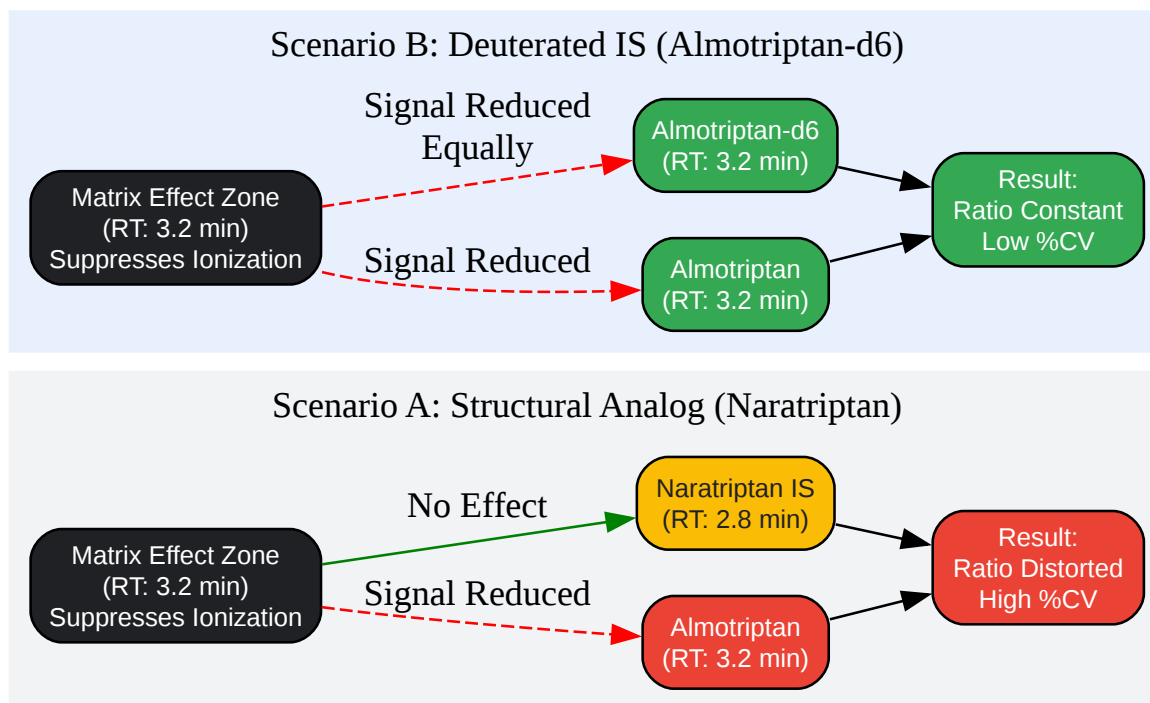 Scenario B: Deuterated IS (Almotriptan-d6)
Signal Reduced
Equally
Almotriptan-d6
(RT: 3.2 min)
Matrix Effect Zone
(RT: 3.2 min)
Suppresses Ionization
Signal Reduced
Almotriptan
(RT: 3.2 min)
Result:
Ratio Constant
Low %CV
Scenario A: Structural Analog (Naratriptan)
No Effect
Naratriptan IS
(RT: 2.8 min)
Matrix Effect Zone
(RT: 3.2 min)
Suppresses Ionization
Signal Reduced
Almotriptan
(RT: 3.2 min)
Result:
Ratio Distorted
High %CV